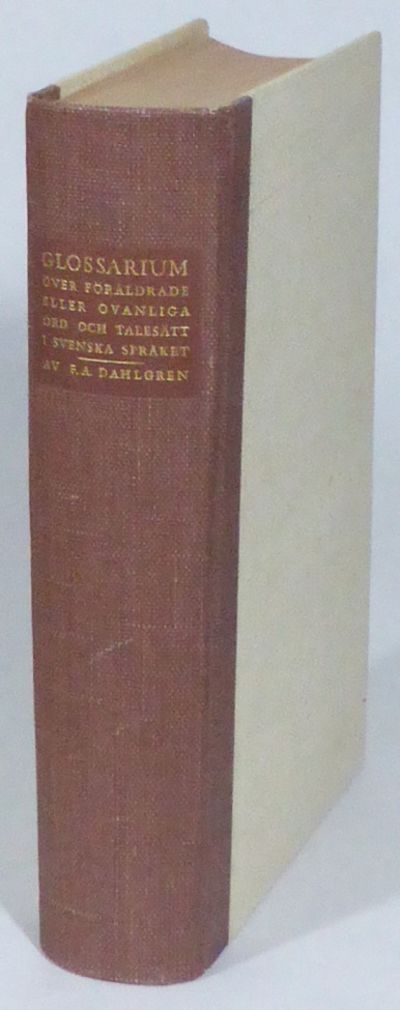 GLOSSARIUM
ÖVER FÖRÅLDRADE
ELLER OVANLIGA
ORD OCH TALESÄTT
I SVENSKA SPRÅKET
AV F. A. DAHLGREN